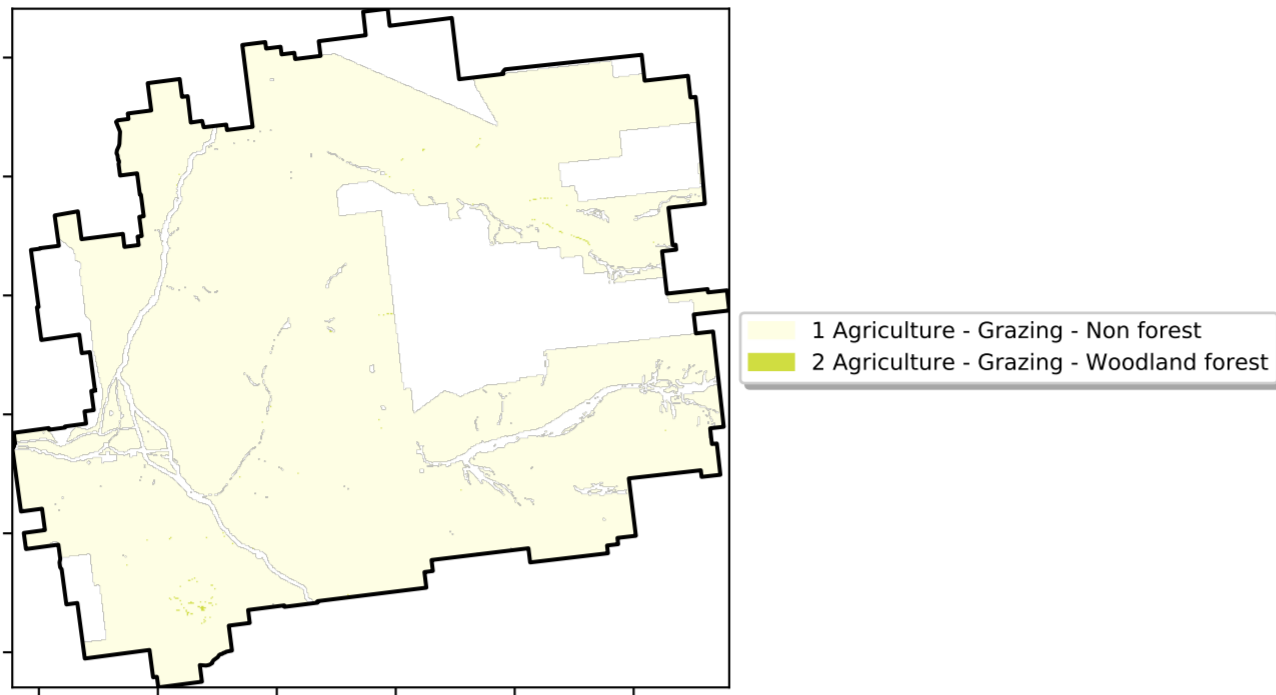 1 Agriculture - Grazing - Non forest
2 Agriculture - Grazing - Woodland forest